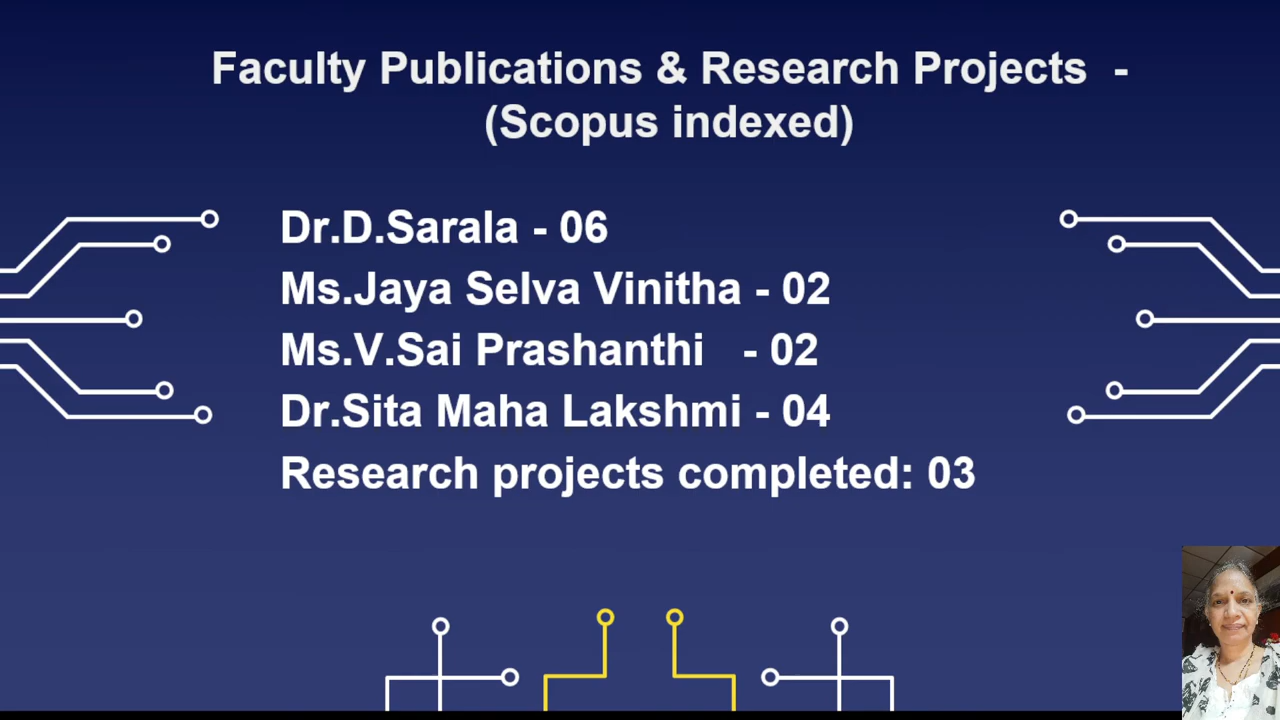 Faculty Publications & Research Projects -
(Scopus indexed)
Dr.D.Sarala - 06
Ms.Jaya Selva Vinitha - 02
Ms.V.Sai Prashanthi - 02
Dr.Sita Maha Lakshmi - 04
Research projects completed: 03